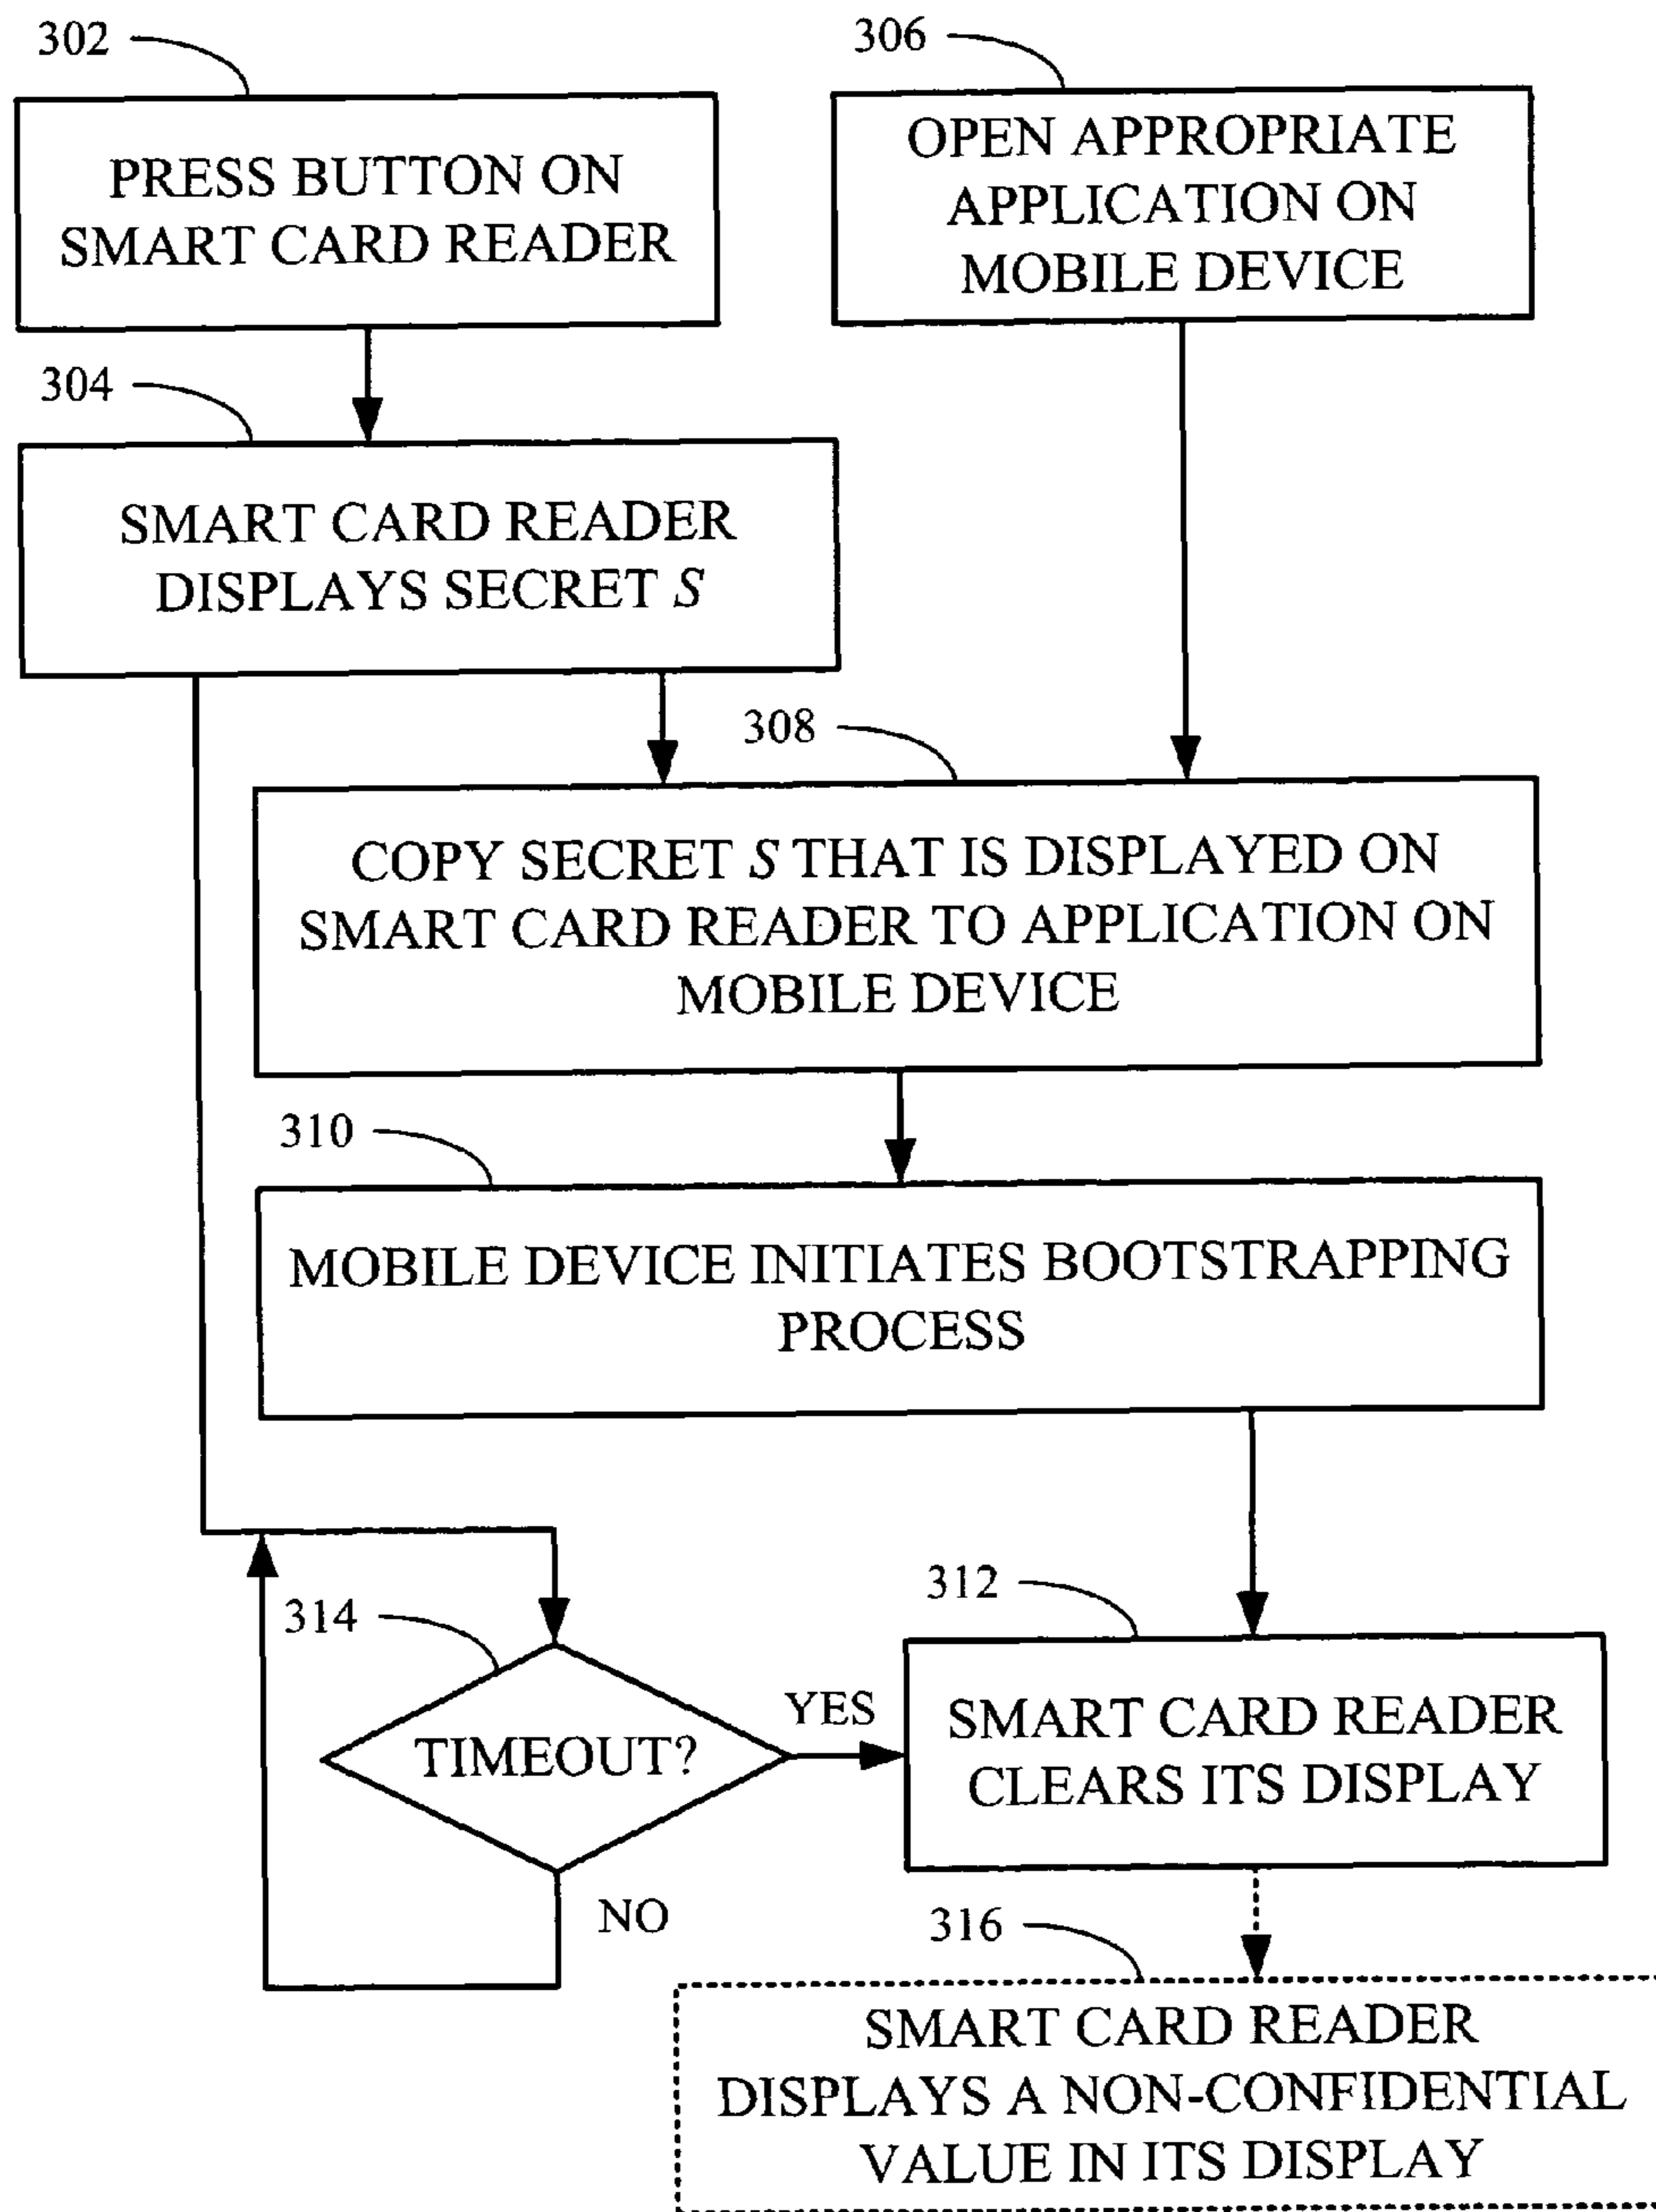 302
PRESS BUTTON ON
SMART CARD READER
306
OPEN APPROPRIATE
APPLICATION ON
MOBILE DEVICE
304
SMART CARD READER
DISPLAYS SECRET S
308
COPY SECRET S THAT IS DISPLAYED ON
SMART CARD READER TO APPLICATION ON
MOBILE DEVICE
310
MOBILE DEVICE INITIATES BOOTSTRAPPING
PROCESS
314
TIMEOUT?
YES
NO
312
SMART CARD READER
CLEARS ITS DISPLAY
316
SMART CARD READER
DISPLAYS A NON-CONFIDENTIAL
VALUE IN ITS DISPLAY